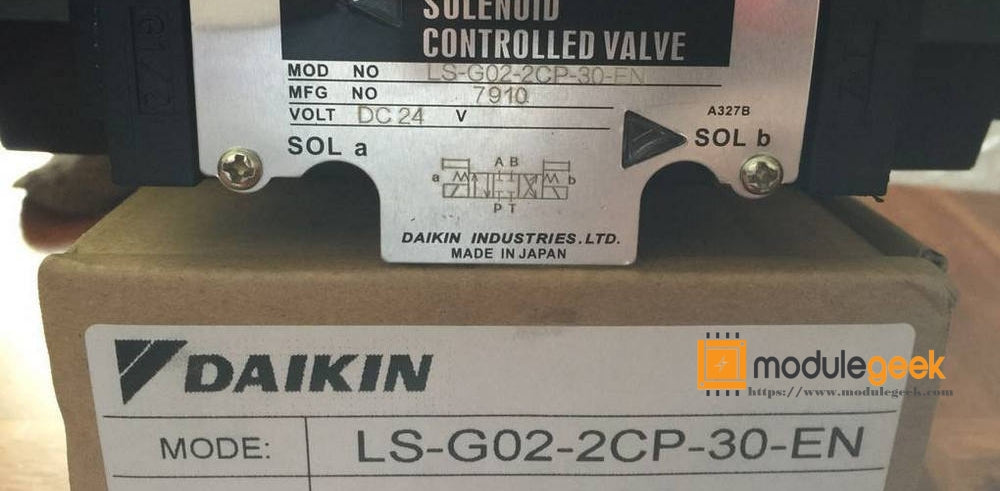 SOLENOID
CONTROLLED VALVE
MOD NO LS-G02-2CP-30-EN
MFG NO 7910
VOLT DC 24 V
A327B
SOL a
SOL b
A B
a b
P T
DAIKIN INDUSTRIES.LTD.
MADE IN JAPAN
DAIKIN
modulegeek
https://www.modulegeek.com
MODE: LS-G02-2CP-30-EN